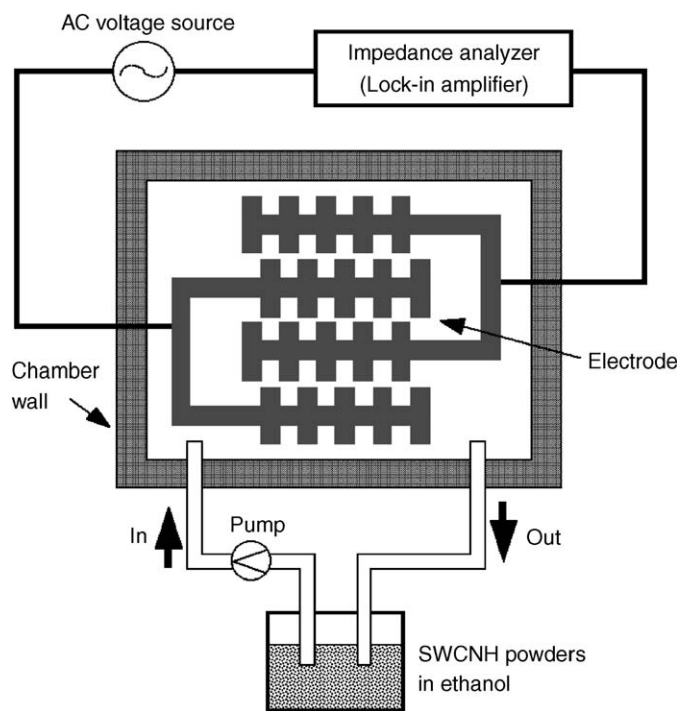 AC voltage source
Impedance analyzer
(Lock-in amplifier)
Electrode
Chamber
wall
In
Pump
Out
SWCNH powders
in ethanol